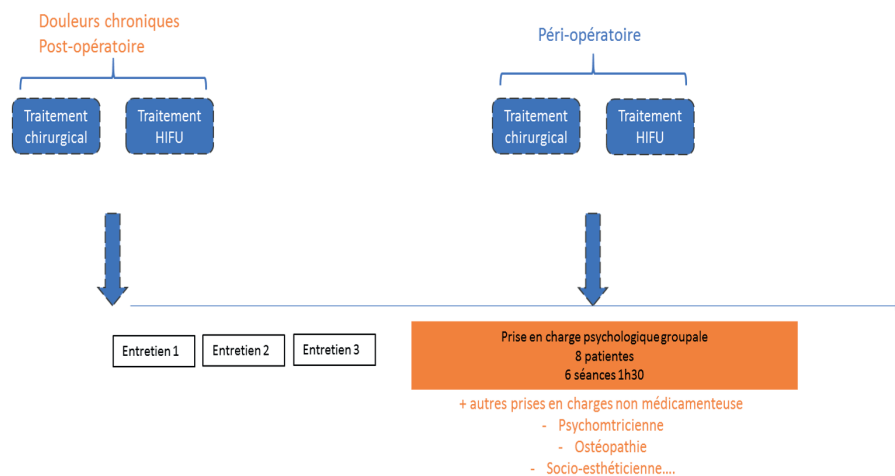 Douleurs chroniques
Post-opératoire
Péri-opératoire
Traitement
chirurgical
Traitement
HIFU
Traitement
chirurgical
Traitement
HIFU
Entretien 1
Entretien 2
Entretien 3
Prise en charge psychologique groupale
8 patientes
6 séances 1h30
+ autres prises en charges non médicamenteuse
- Psychomtricienne
- Ostéopathie
- Socio-esthéticienne....